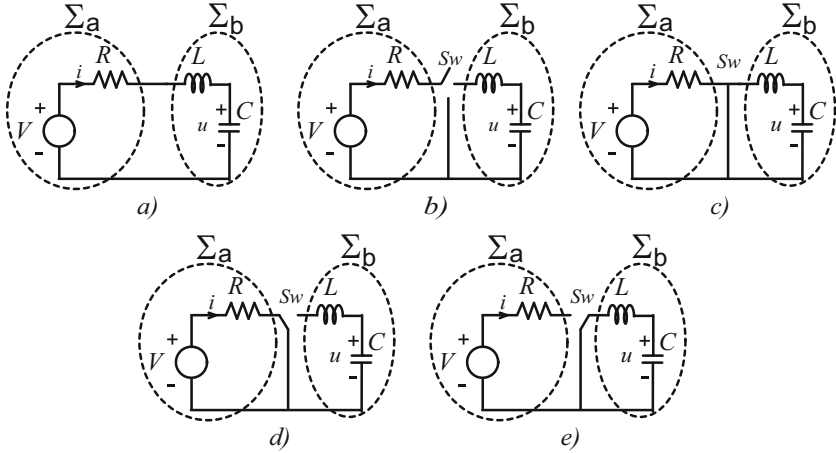 Σa Σb
i R L
+ V - + u - C
a)
Σa Σb
i R Sw L
+ V - + u - C
b)
Σa Σb
i R Sw L
+ V - + u - C
c)
Σa Σb
i R Sw L
+ V - + u - C
d)
Σa Σb
i R Sw L
+ V - + u - C
e)